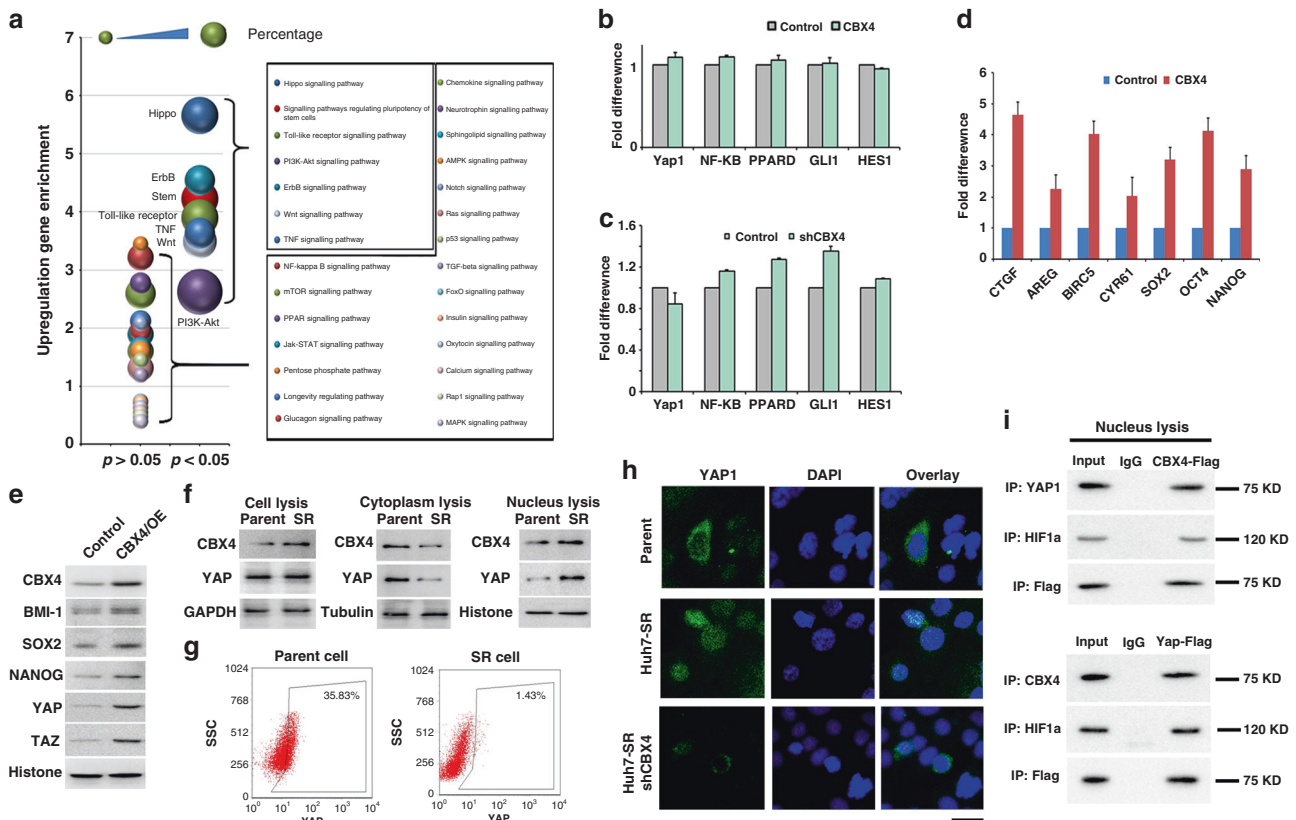 a
7
6
5
4
3
2
1
0
Upregulation gene enrichment
Percentage
Hippo
ErbB
Stem
Toll-like receptor
TNF
Wnt
PI3K-Akt
p > 0.05
p < 0.05
Hippo signalling pathway
Signalling pathways regulating pluripotency of
stem cells
Toll-like receptor signalling pathway
PI3K-Akt signalling pathway
ErbB signalling pathway
Wnt signalling pathway
TNF signalling pathway
Chemokine signalling pathway
Neurotrophin signalling pathway
Sphingolipid signalling pathway
AMPK signalling pathway
Notch signalling pathway
Ras signalling pathway
p53 signalling pathway
NF-kappa B signalling pathway
mTOR signalling pathway
PPAR signalling pathway
Jak-STAT signalling pathway
Pentose phosphate pathway
Longevity regulating pathway
Glucagon signalling pathway
TGF-beta signalling pathway
FoxO signalling pathway
Insulin signalling pathway
Oxytocin signalling pathway
Calcium signalling pathway
Rap1 signalling pathway
MAPK signalling pathway
b
Control CBX4
Fold differewnce
1
0
Yap1 NF-KB PPARD GLI1 HES1
c
Control shCBX4
Fold differewnce
1.6
1.2
0.8
0.4
0
Yap1 NF-KB PPARD GLI1 HES1
d
Control CBX4
Fold differewnce
6
5
4
3
2
1
0
CTGF AREG BIRC5 CYR61 SOX2 OCT4 NANOG
e
Control CBX4/OE
CBX4
BMI-1
SOX2
NANOG
YAP
TAZ
Histone
f
Cell lysis
Parent SR
CBX4
YAP
GAPDH
Cytoplasm lysis
Parent SR
CBX4
YAP
Tubulin
Nucleus lysis
Parent SR
CBX4
YAP
Histone
g
Parent cell
1024
768
512
256
0
SSC
35.83%
10⁰ 10¹ 10² 10³ 10⁴
YAP
SR cell
1024
768
512
256
0
SSC
1.43%
10⁰ 10¹ 10² 10³ 10⁴
YAP
h
YAP1 DAPI Overlay
Parent
Huh7-SR
Huh7-SR
shCBX4
i
Nucleus lysis
Input IgG CBX4-Flag
IP: YAP1 75 KD
IP: HIF1a 120 KD
IP: Flag 75 KD
Input IgG Yap-Flag
IP: CBX4 75 KD
IP: HIF1a 120 KD
IP: Flag 75 KD